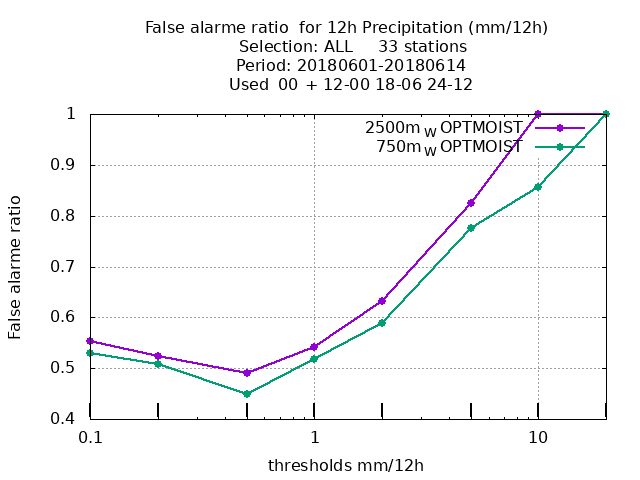 False alarme ratio  for 12h Precipitation (mm/12h)
Selection: ALL     33 stations
Period: 20180601-20180614
Used  00  + 12-00 18-06 24-12
2500m W OPTMOIST
750m W OPTMOIST
1
0.9
0.8
0.7
0.6
0.5
0.4
False alarme ratio
0.1
1
10
thresholds mm/12h